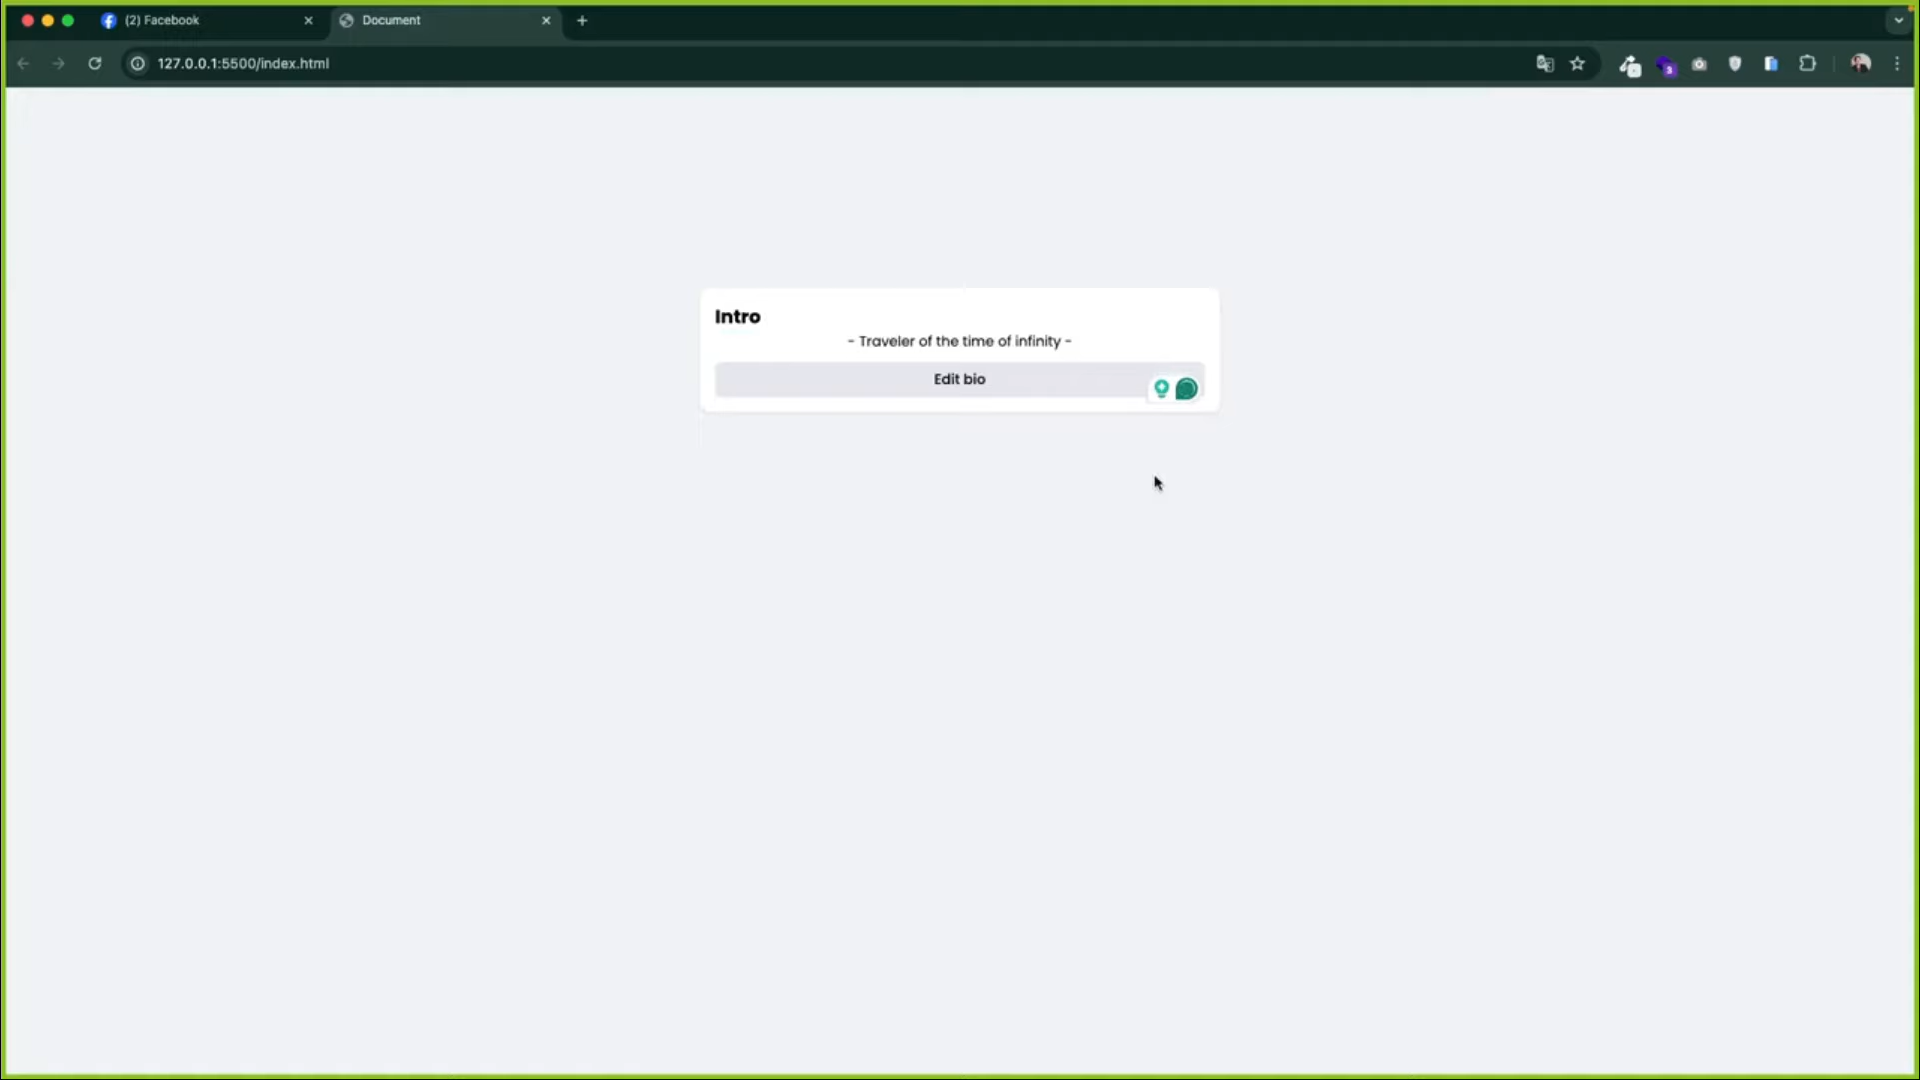 (2) Facebook
Document
127.0.0.1:5500/index.html
3
Intro
- Traveler of the time of infinity -
Edit bio